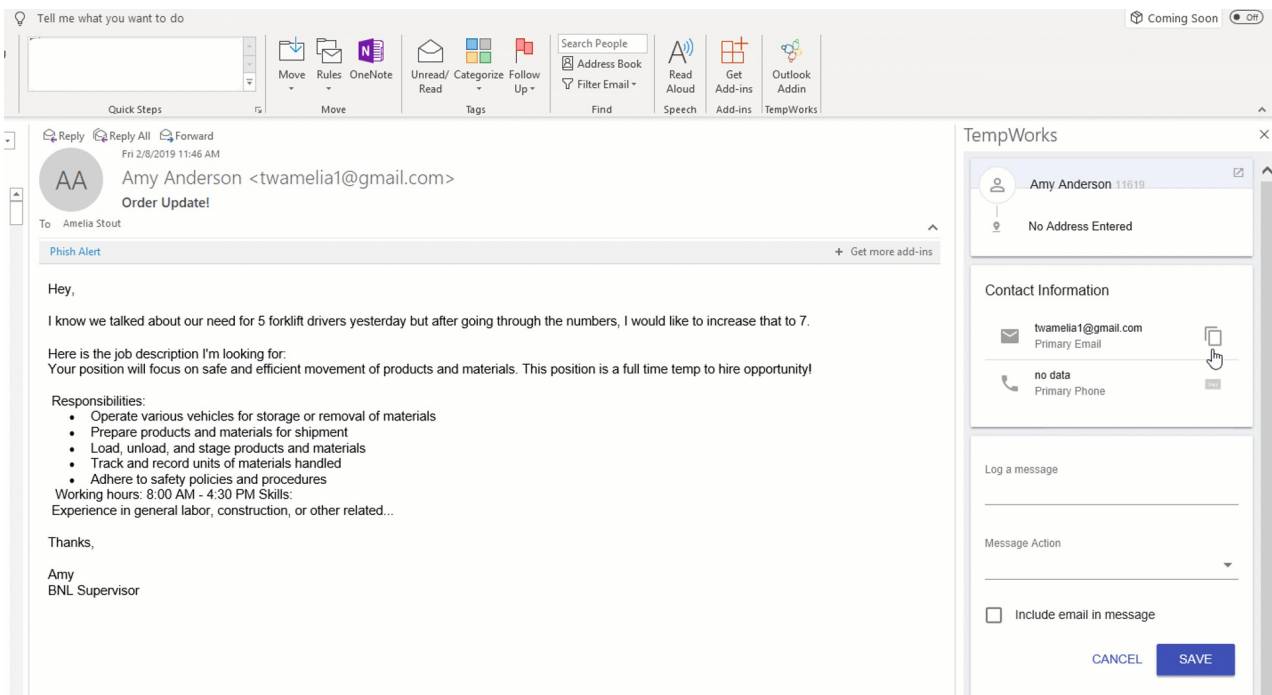 Tell me what you want to do
Coming Soon
Off
Move
Rules
OneNote
Unread/
Read
Categorize
Follow
Up
Search People
Address Book
Filter Email
Read
Aloud
Get
Add-ins
Outlook
Addin
Quick Steps
Move
Tags
Find
Speech
Add-ins
TempWorks
Reply
Reply All
Forward
Fri 2/8/2019 11:46 AM
AA
Amy Anderson <twamelia1@gmail.com>
Order Update!
To Amelia Stout
Phish Alert
+ Get more add-ins
Hey,
I know we talked about our need for 5 forklift drivers yesterday but after going through the numbers, I would like to increase that to 7.
Here is the job description I'm looking for:
Your position will focus on safe and efficient movement of products and materials. This position is a full time temp to hire opportunity!
Responsibilities:
• Operate various vehicles for storage or removal of materials
• Prepare products and materials for shipment
• Load, unload, and stage products and materials
• Track and record units of materials handled
• Adhere to safety policies and procedures
Working hours: 8:00 AM - 4:30 PM Skills:
Experience in general labor, construction, or other related...
Thanks,
Amy
BNL Supervisor
TempWorks
Amy Anderson 11619
No Address Entered
Contact Information
twamelia1@gmail.com
Primary Email
no data
Primary Phone
Log a message
Message Action
Include email in message
CANCEL
SAVE